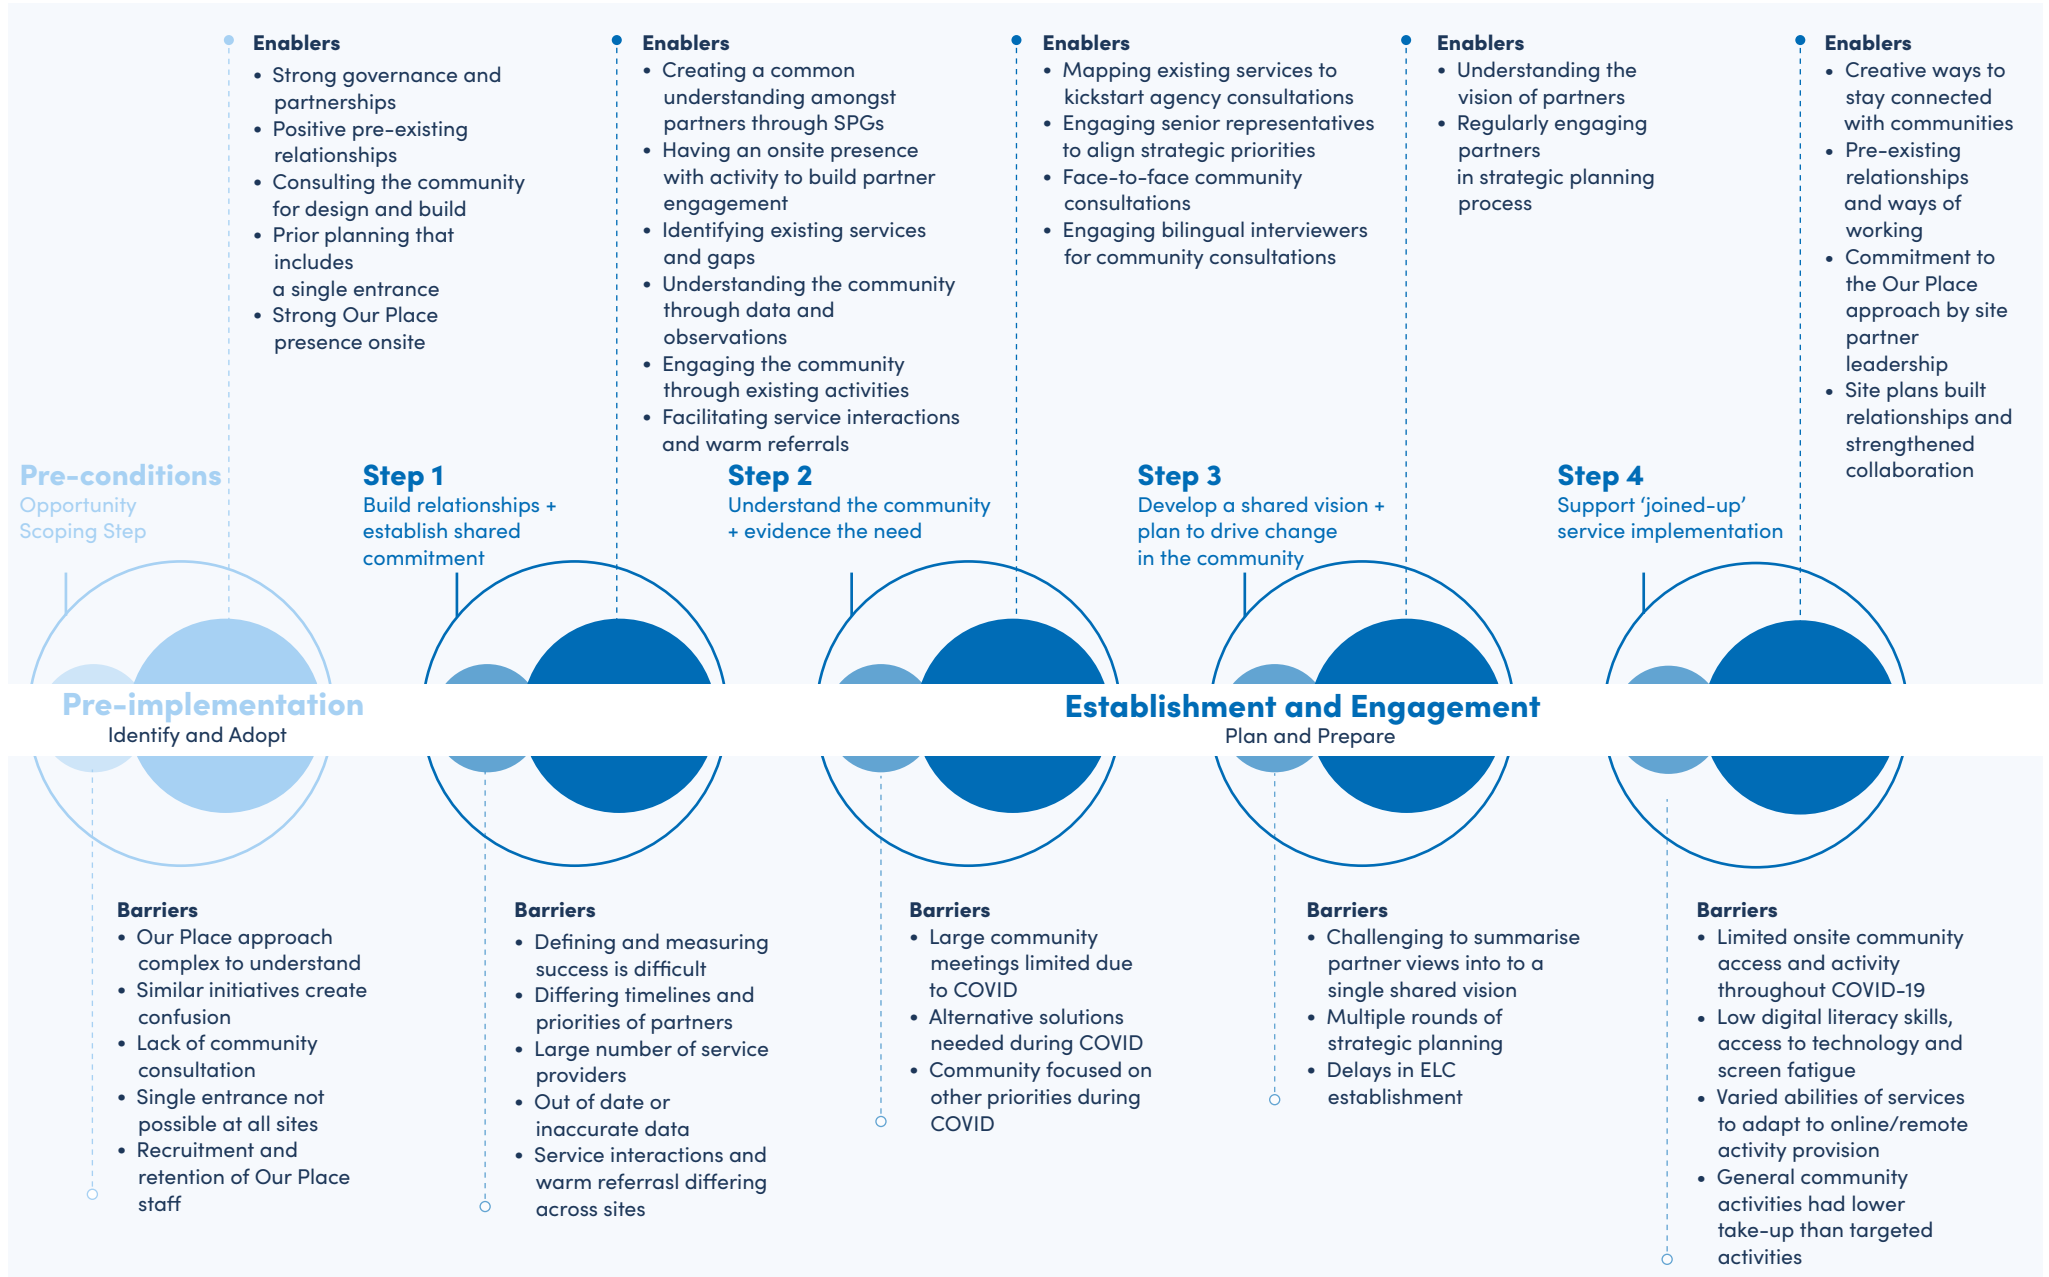 Enablers
• Strong governance and
partnerships
• Positive pre-existing
relationships
• Consulting the community
for design and build
• Prior planning that
includes
a single entrance
• Strong Our Place
presence onsite
Enablers
• Creating a common
understanding amongst
partners through SPGs
• Having an onsite presence
with activity to build partner
engagement
• Identifying existing services
and gaps
• Understanding the community
through data and
observations
• Engaging the community
through existing activities
• Facilitating service interactions
and warm referrals
Enablers
• Mapping existing services to
kickstart agency consultations
• Engaging senior representatives
to align strategic priorities
• Face-to-face community
consultations
• Engaging bilingual interviewers
for community consultations
Enablers
• Understanding the
vision of partners
• Regularly engaging
partners
in strategic planning
process
Enablers
• Creative ways to
stay connected
with communities
• Pre-existing
relationships
and ways of
working
• Commitment to
the Our Place
approach by site
partner
leadership
• Site plans built
relationships and
strengthened
collaboration
Pre-conditions
Opportunity
Scoping Step
Step 1
Build relationships +
establish shared
commitment
Step 2
Understand the community
+ evidence the need
Step 3
Develop a shared vision +
plan to drive change
in the community
Step 4
Support ‘joined-up’
service implementation
Pre-implementation
Identify and Adopt
Establishment and Engagement
Plan and Prepare
Barriers
• Our Place approach
complex to understand
• Similar initiatives create
confusion
• Lack of community
consultation
• Single entrance not
possible at all sites
• Recruitment and
retention of Our Place
staff
Barriers
• Defining and measuring
success is difficult
• Differing timelines and
priorities of partners
• Large number of service
providers
• Out of date or
inaccurate data
• Service interactions and
warm referrasl differing
across sites
Barriers
• Large community
meetings limited due
to COVID
• Alternative solutions
needed during COVID
• Community focused on
other priorities during
COVID
Barriers
• Challenging to summarise
partner views into to a
single shared vision
• Multiple rounds of
strategic planning
• Delays in ELC
establishment
Barriers
• Limited onsite community
access and activity
throughout COVID-19
• Low digital literacy skills,
access to technology and
screen fatigue
• Varied abilities of services
to adapt to online/remote
activity provision
• General community
activities had lower
take-up than targeted
activities